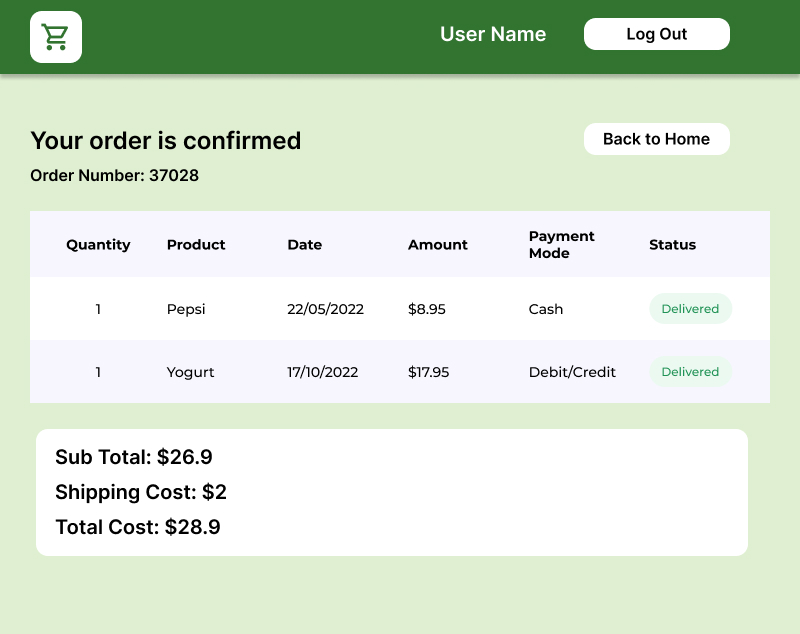 User Name Log Out
Your order is confirmed Back to Home
Order Number: 37028
Quantity Product Date Amount Payment Mode Status
1 Pepsi 22/05/2022 $8.95 Cash Delivered
1 Yogurt 17/10/2022 $17.95 Debit/Credit Delivered
Sub Total: $26.9
Shipping Cost: $2
Total Cost: $28.9